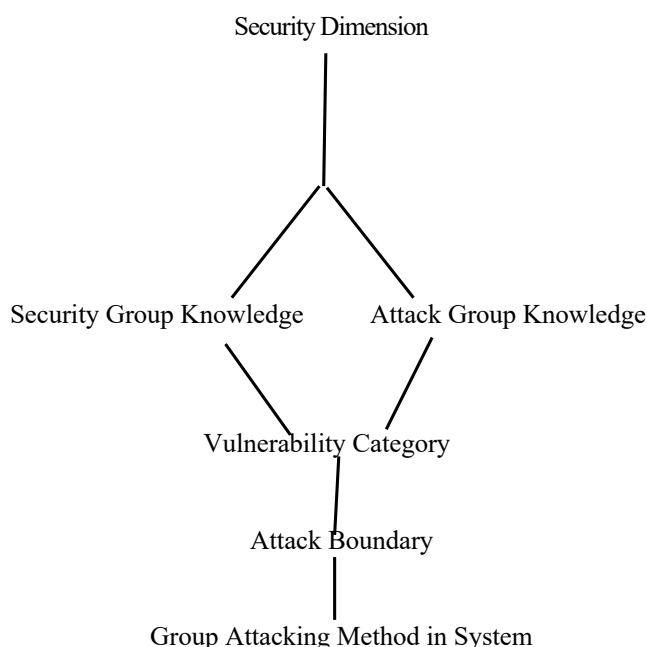 Security Dimension
Security Group Knowledge
Attack Group Knowledge
Vulnerability Category
Attack Boundary
Group Attacking Method in System